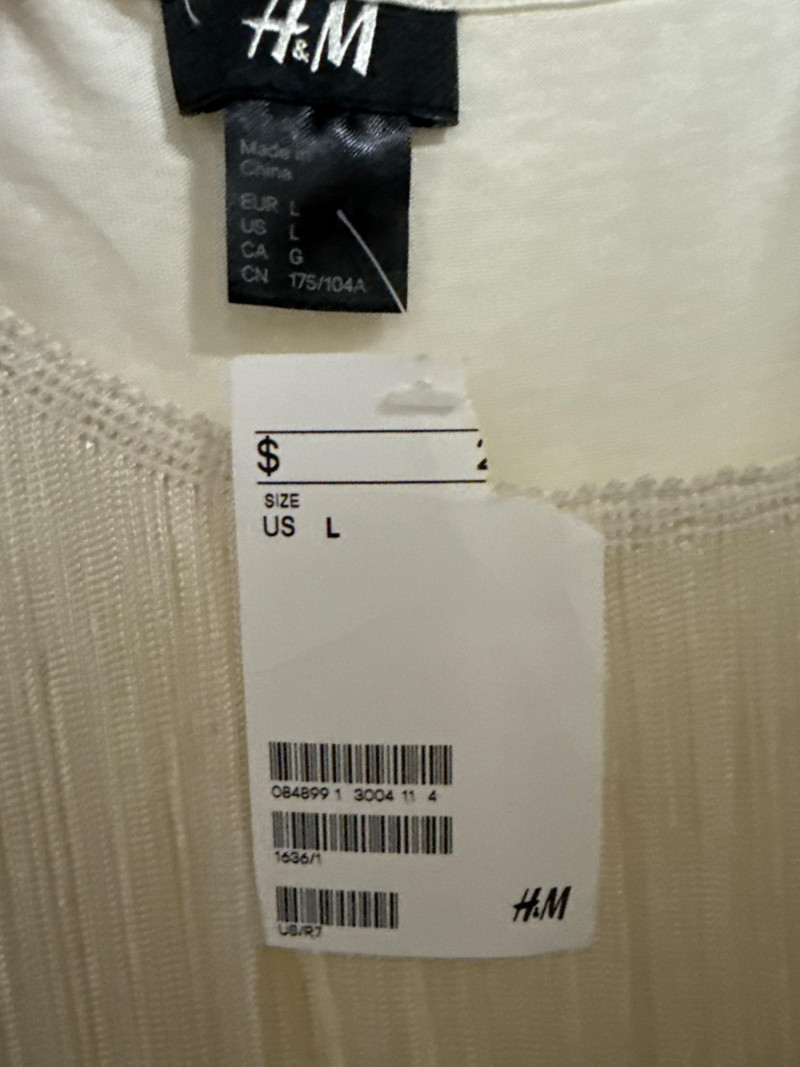 H&M
Made in
China
EUR L
US L
CA G
CN 175/104A
$
SIZE
US L
084899 1 3004 11 4
1636/1
US/R7
H&M